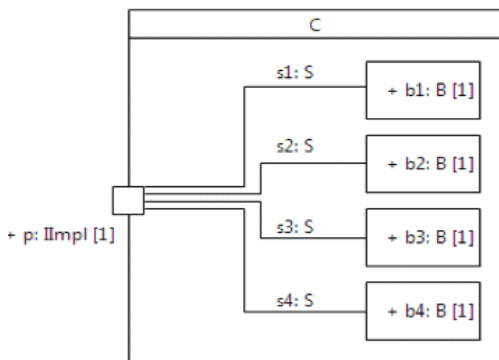 C
s1: S
+ b1: B [1]
s2: S
+ b2: B [1]
+ p: IImpl [1]
s3: S
+ b3: B [1]
s4: S
+ b4: B [1]